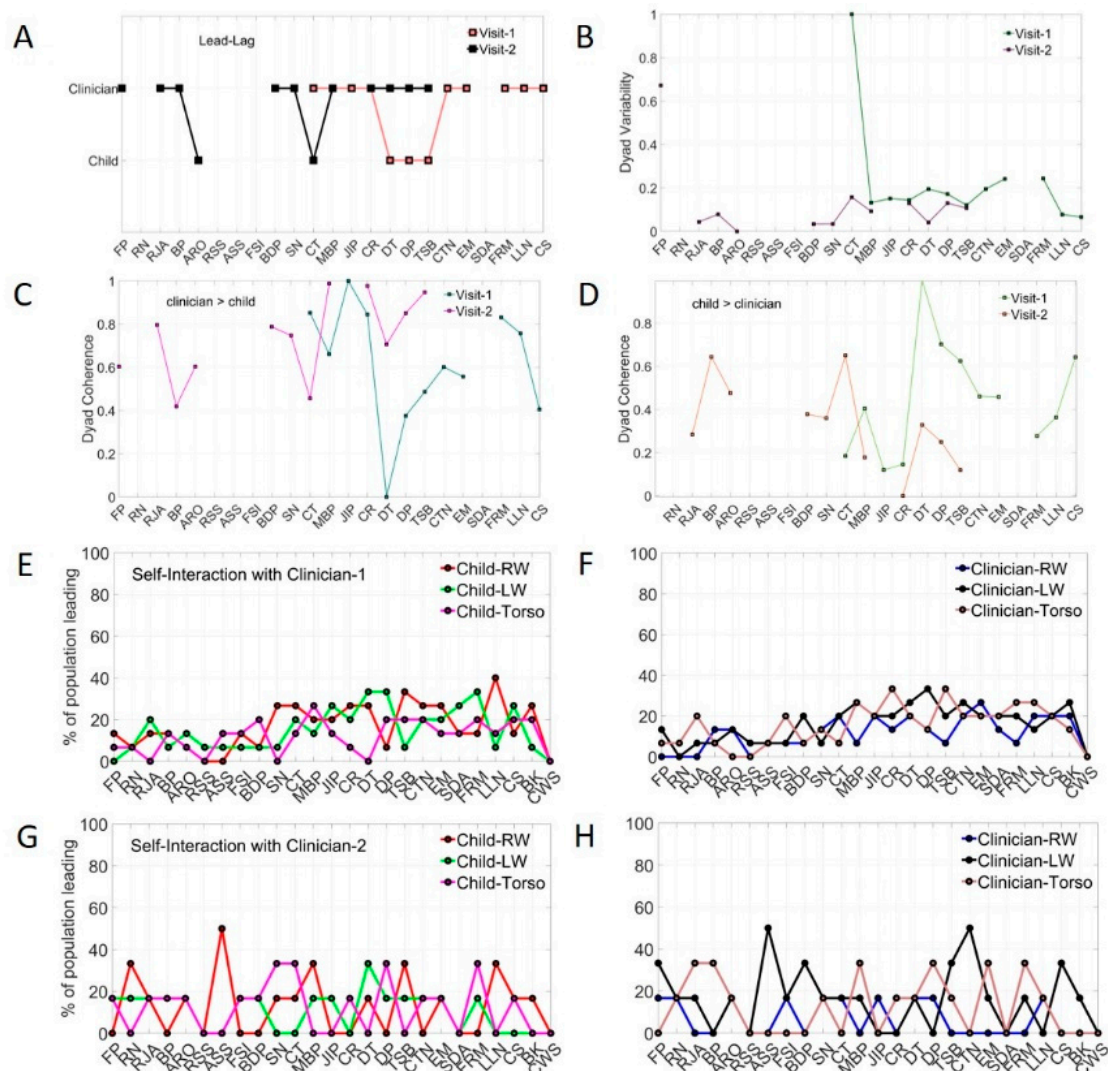 A
Lead-Lag
Visit-1
Visit-2
Clinician
Child
FP RN RJA BP ARO RSS ASS FSI BDP SN CT MBP JIP CR DT DP TSB CTN EM SDA FRM LLN CS
B
Visit-1
Visit-2
Dyad Variability
1
0.8
0.6
0.4
0.2
0
FP RN RJA BP ARO RSS ASS FSI BDP SN CT MBP JIP CR DT DP TSB CTN EM SDA FRM LLN CS
C
clinician > child
Visit-1
Visit-2
Dyad Coherence
1
0.8
0.6
0.4
0.2
0
FP RN RJA BP ARO RSS ASS FSI BDP SN CT MBP JIP CR DT DP TSB CTN EM SDA FRM LLN CS
D
child > clinician
Visit-1
Visit-2
Dyad Coherence
0.8
0.6
0.4
0.2
0
RN RJA BP ARO RSS ASS FSI BDP SN CT MBP JIP CR DT DP TSB CTN EM SDA FRM LLN CS
E
Self-Interaction with Clinician-1
Child-RW
Child-LW
Child-Torso
% of population leading
100
80
60
40
20
0
FP RN RJA BP ARO RSS ASS FSI BDP SN CT MBP JIP CR DT DP TSB CTN EM SDA FRM LLN CS BK CWS
F
Clinician-RW
Clinician-LW
Clinician-Torso
100
80
60
40
20
0
FP RN RJA BP ARO RSS ASS FSI BDP SN CT MBP JIP CR DT DP TSB CTN EM SDA FRM LLN CS BK CWS
G
Self-Interaction with Clinician-2
Child-RW
Child-LW
Child-Torso
% of population leading
100
80
60
40
20
0
FP RN RJA BP ARO RSS ASS FSI BDP SN CT MBP JIP CR DT DP TSB CTN EM SDA FRM LLN CS BK CWS
H
Clinician-RW
Clinician-LW
Clinician-Torso
100
80
60
40
20
0
FP RN RJA BP ARO RSS ASS FSI BDP SN CT MBP JIP CR DT DP TSB CTN EM SDA FRM LLN CS BK CWS